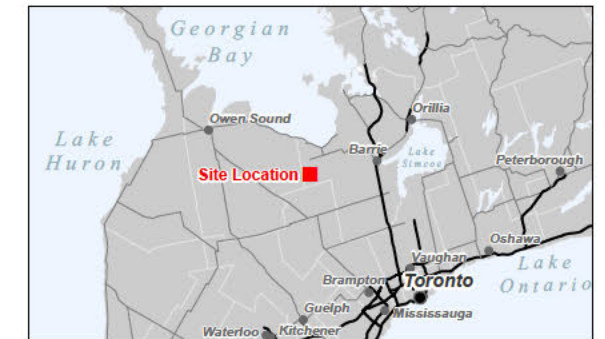 Georgian
Bay
Orillia
Owen Sound
Lake
Huron
Barrie
Lake
Simcoe
Peterborough
Site Location
Oshawa
Vaughan
Lake
Ontario
Brampton
Toronto
Guelph
Mississauga
Waterloo
Kitchener